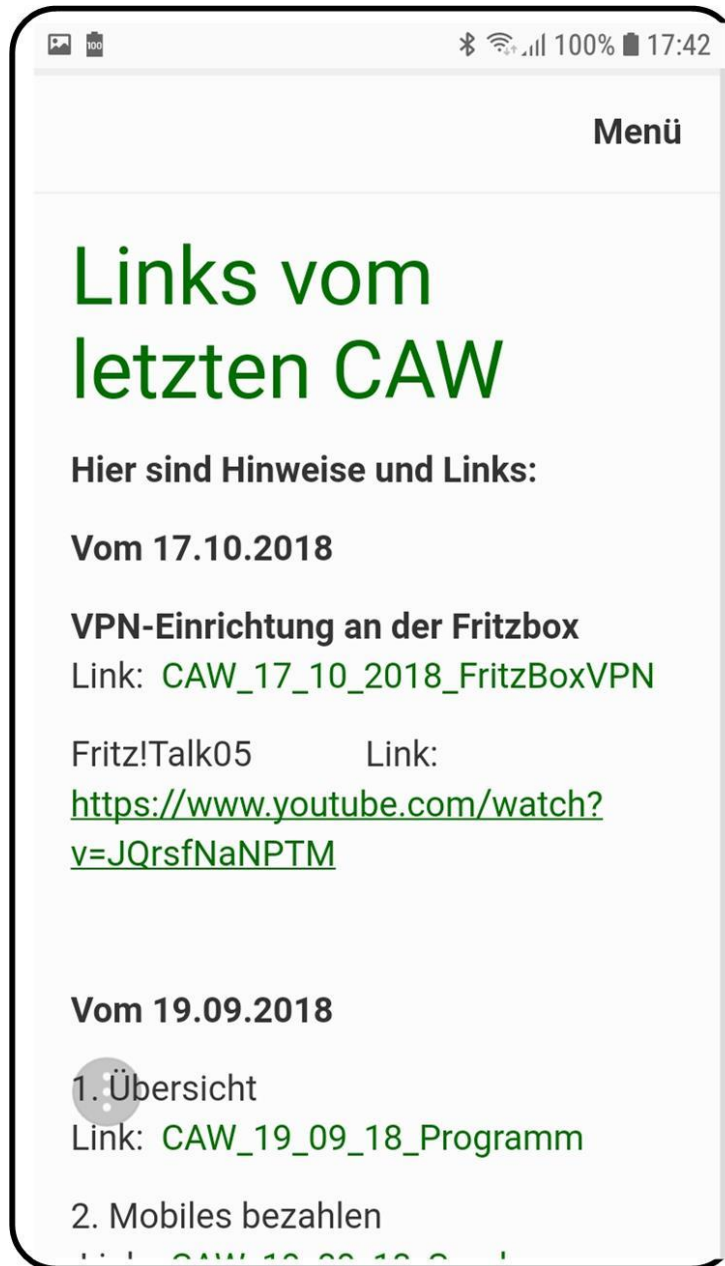 100
100% 17:42
Menü
Links vom
letzten CAW
Hier sind Hinweise und Links:
Vom 17.10.2018
VPN-Einrichtung an der Fritzbox
Link: CAW_17_10_2018_FritzBoxVPN
Fritz!Talk05 Link:
https://www.youtube.com/watch?
v=JQrsfNaNPTM
Vom 19.09.2018
1. Übersicht
Link: CAW_19_09_18_Programm
2. Mobiles bezahlen